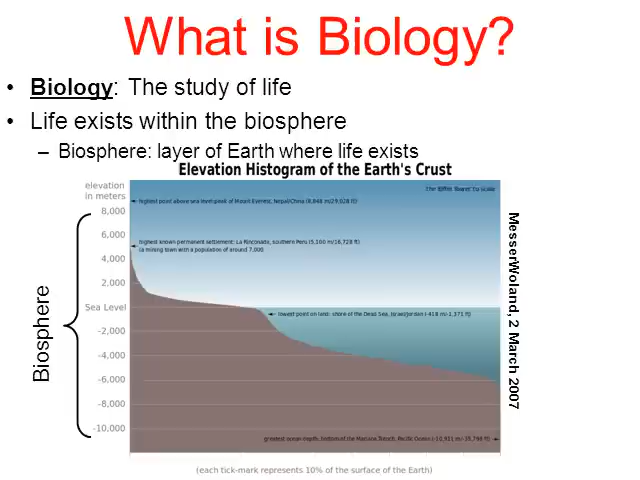 What is Biology?
• Biology: The study of life
• Life exists within the biosphere
– Biosphere: layer of Earth where life exists
Elevation Histogram of the Earth's Crust
elevation
in meters
The Eiffel Tower to scale
highest point above sea level: peak of Mount Everest, Nepal/China (8,848 m/29,028 ft)
8,000
6,000
highest known permanent settlement: La Rinconada, southern Peru (5,100 m/16,728 ft)
(a mining town with a population of around 7,000
4,000
2,000
Sea Level
lowest point on land: shore of the Dead Sea, Israel/Jordan (-418 m/-1,371 ft)
-2,000
-4,000
-6,000
-8,000
-10,000
greatest ocean depth: bottom of the Mariana Trench, Pacific Ocean (-10,911 m/-35,798 ft)
(each tick-mark represents 10% of the surface of the Earth)
Biosphere
MesserWoland, 2 March 2007